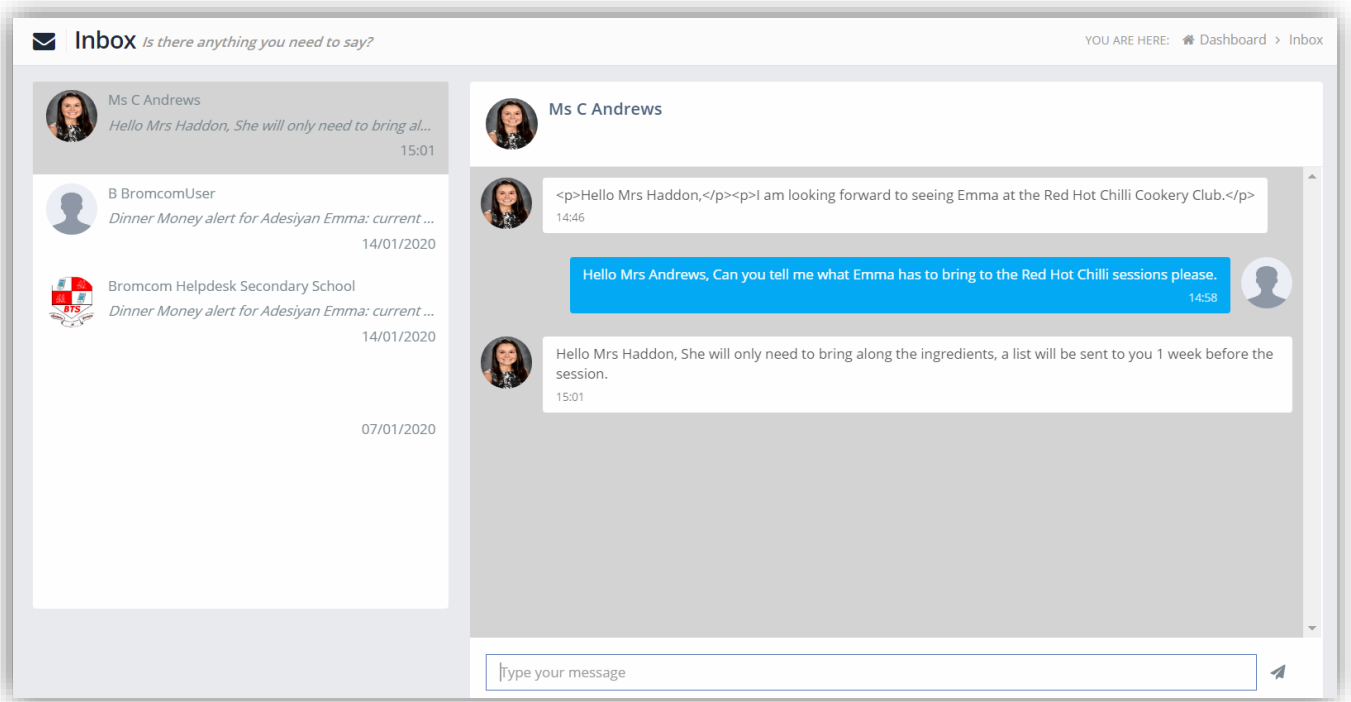 Inbox Is there anything you need to say?
YOU ARE HERE: Dashboard > Inbox
Ms C Andrews
Hello Mrs Haddon, She will only need to bring al...
15:01
B BromcomUser
Dinner Money alert for Adesiyan Emma: current ...
14/01/2020
BTS
Bromcom Helpdesk Secondary School
Dinner Money alert for Adesiyan Emma: current ...
14/01/2020
07/01/2020
Ms C Andrews
<p>Hello Mrs Haddon,</p><p>I am looking forward to seeing Emma at the Red Hot Chilli Cookery Club.</p>
14:46
Hello Mrs Andrews, Can you tell me what Emma has to bring to the Red Hot Chilli sessions please.
14:58
Hello Mrs Haddon, She will only need to bring along the ingredients, a list will be sent to you 1 week before the
session.
15:01
Type your message